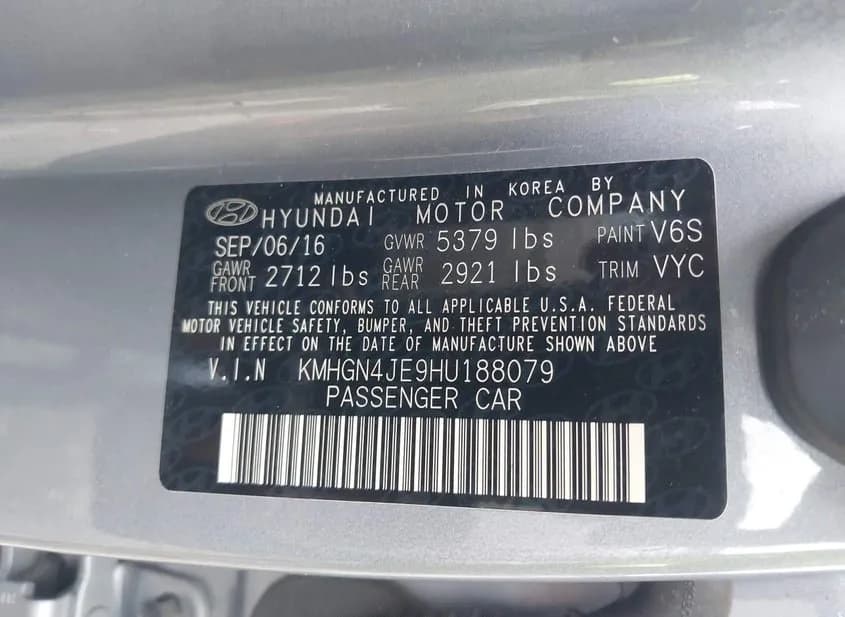 MANUFACTURED IN KOREA BY
HYUNDAI MOTOR COMPANY
SEP/06/16 GVWR 5379 lbs PAINT V6S
GAWR FRONT 2712 lbs GAWR REAR 2921 lbs TRIM VYC
THIS VEHICLE CONFORMS TO ALL APPLICABLE U.S.A. FEDERAL
MOTOR VEHICLE SAFETY, BUMPER, AND THEFT PREVENTION STANDARDS
IN EFFECT ON THE DATE OF MANUFACTURE SHOWN ABOVE
V.I.N KMHGN4JE9HU188079
PASSENGER CAR